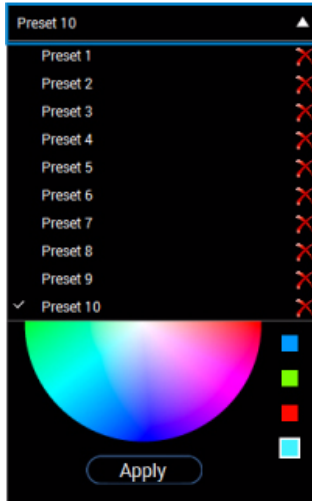 Preset 10
Preset 1
Preset 2
Preset 3
Preset 4
Preset 5
Preset 6
Preset 7
Preset 8
Preset 9
Preset 10
Apply